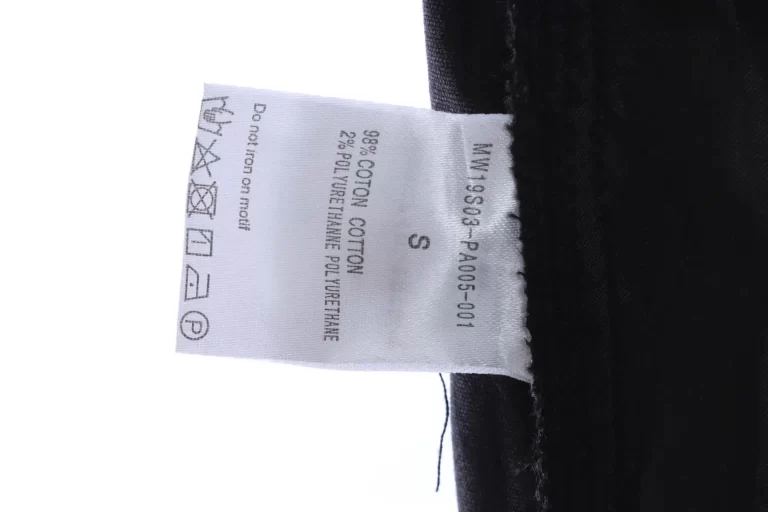 MW19S03-PA005-001
S
98% COTON COTTON
2% POLYURETHANNE POLYURETHANE
Do not iron on motif
P